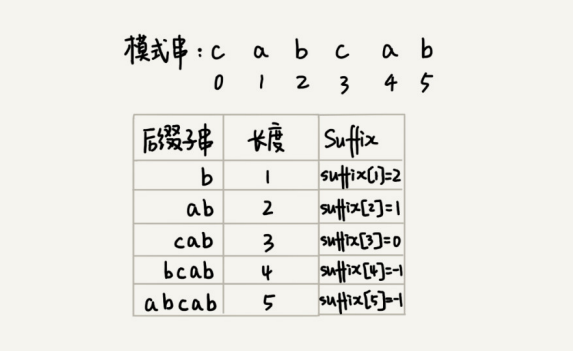 模式串：c a b c a b
0 1 2 3 4 5
后缀子串 长度 Suffix
b 1 suffix[1]=2
ab 2 suffix[2]=1
cab 3 suffix[3]=0
bcab 4 suffix[4]=-1
abcab 5 suffix[5]=-1